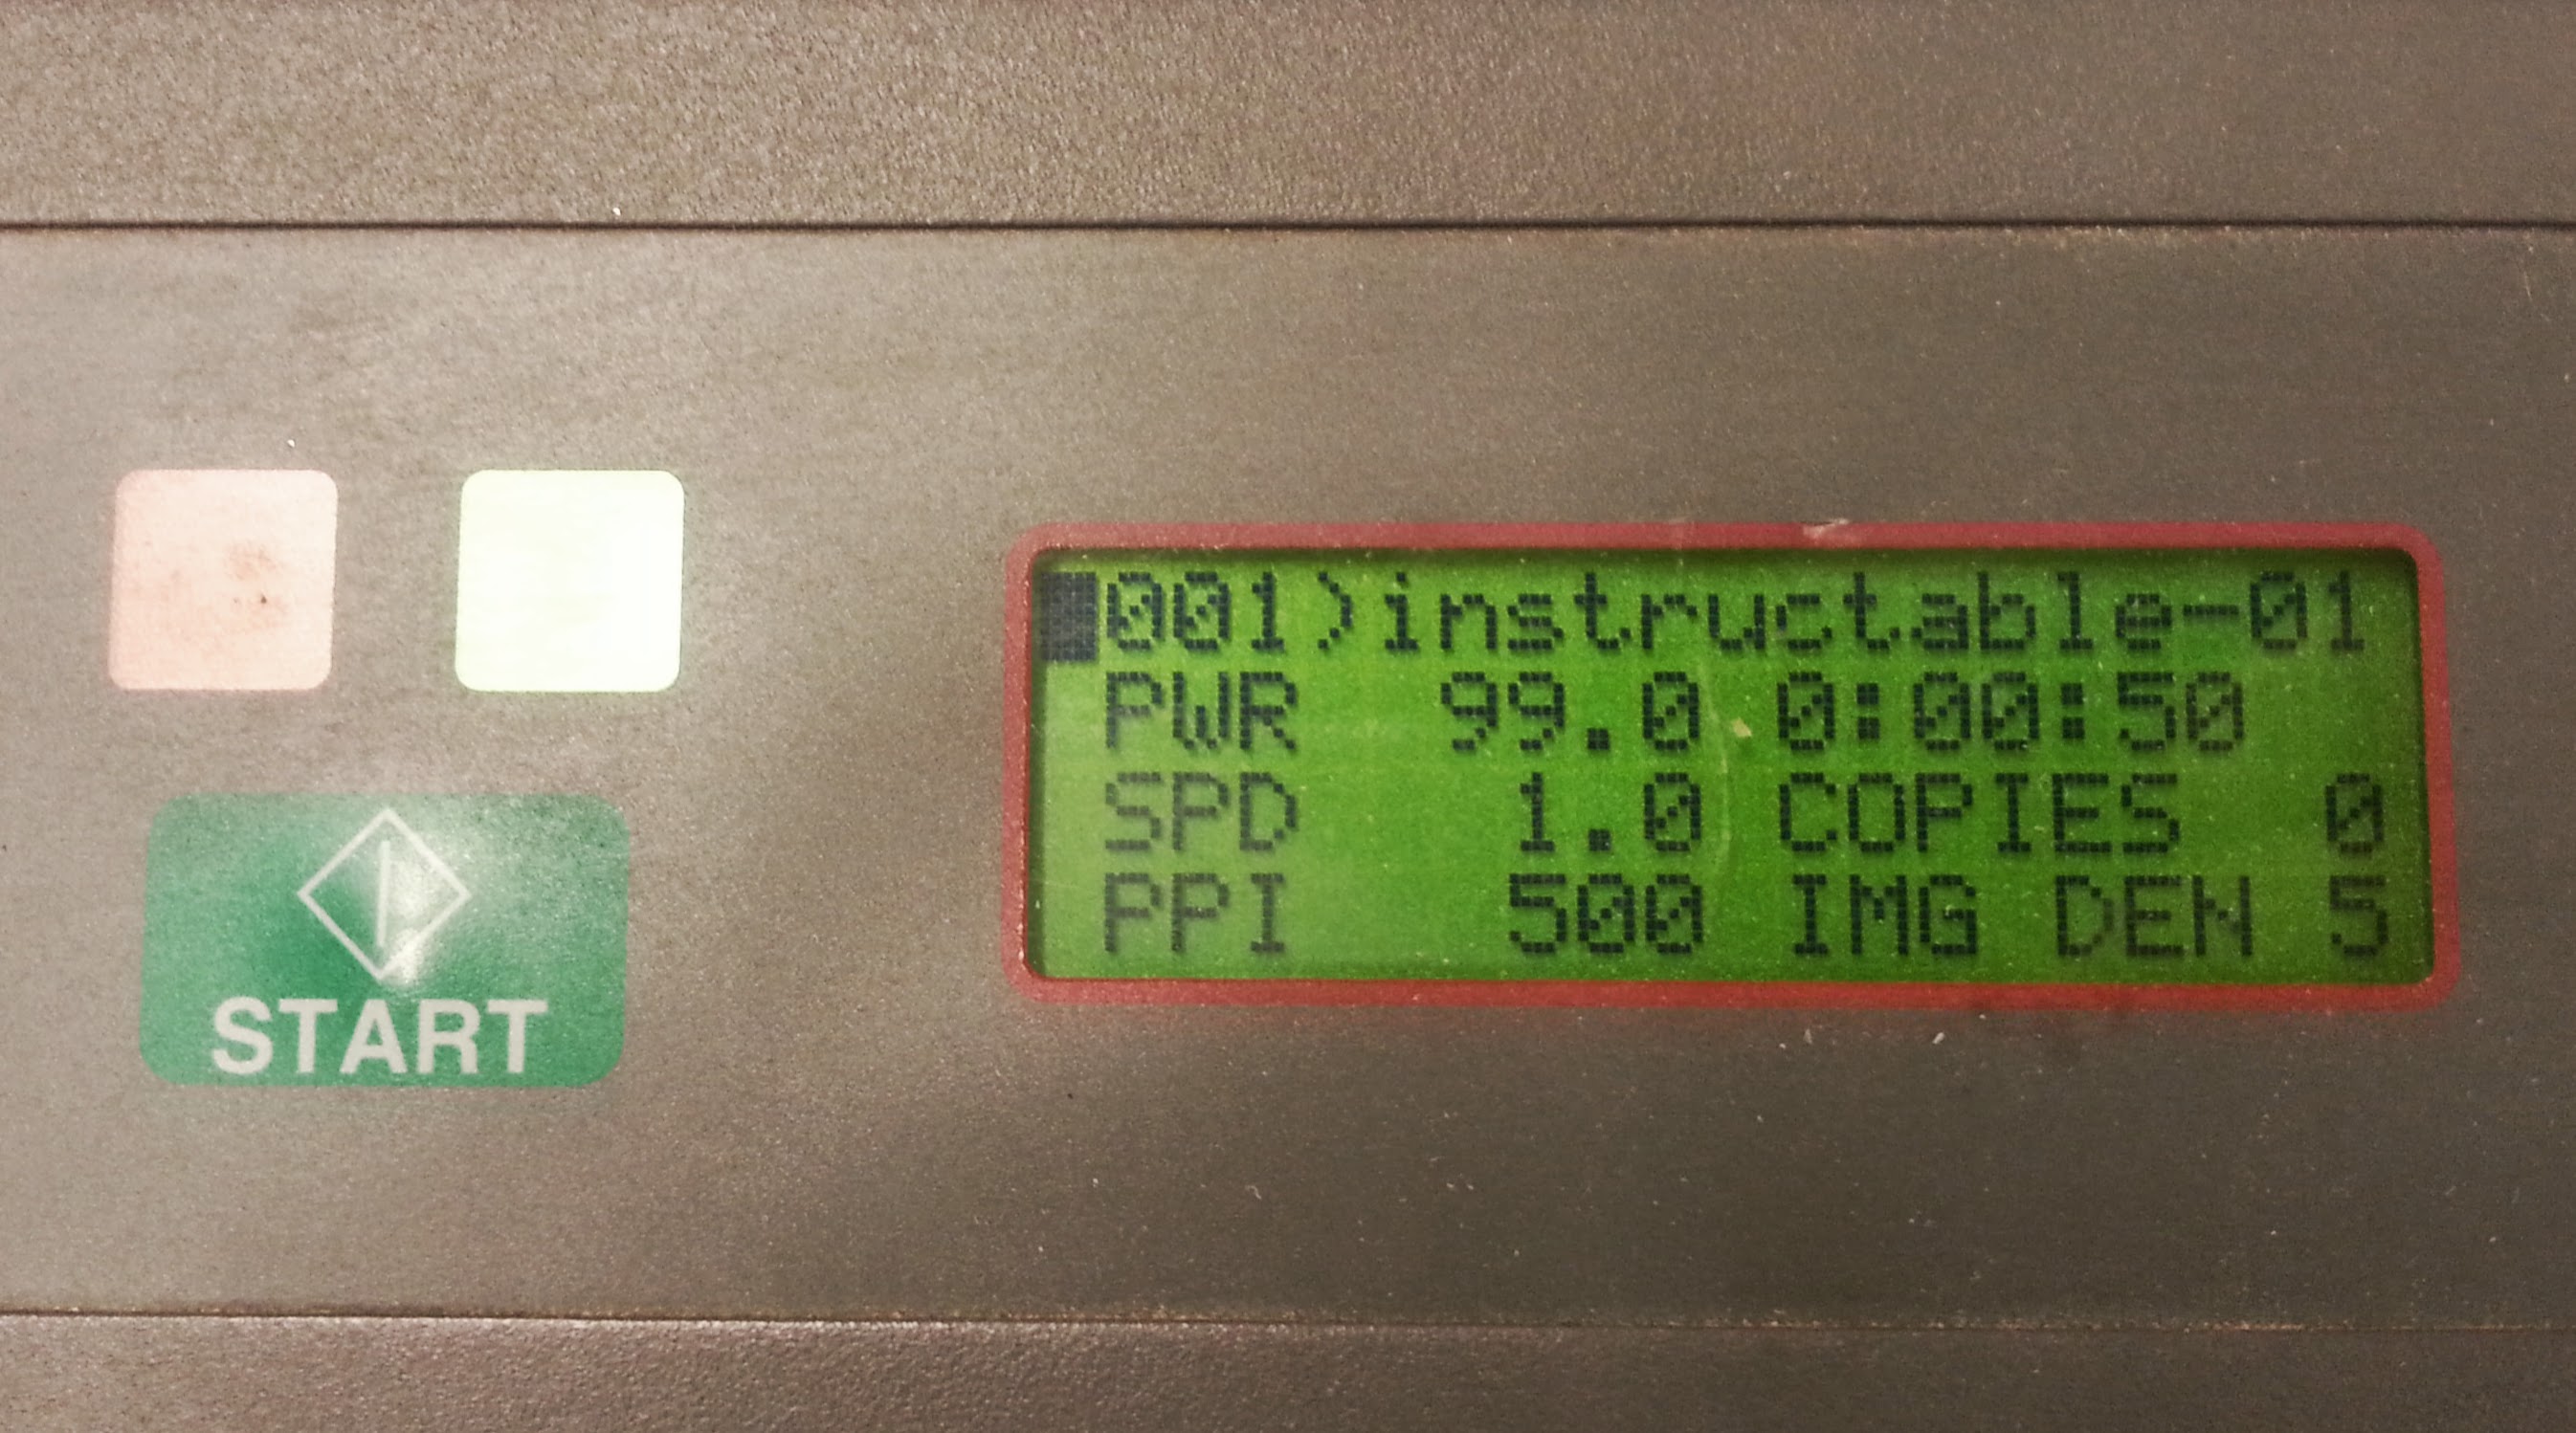 001)instructable-01
PWR 99.0 0:00:50
SPD 1.0 COPIES 0
PPI 500 IMG DEN 5
START